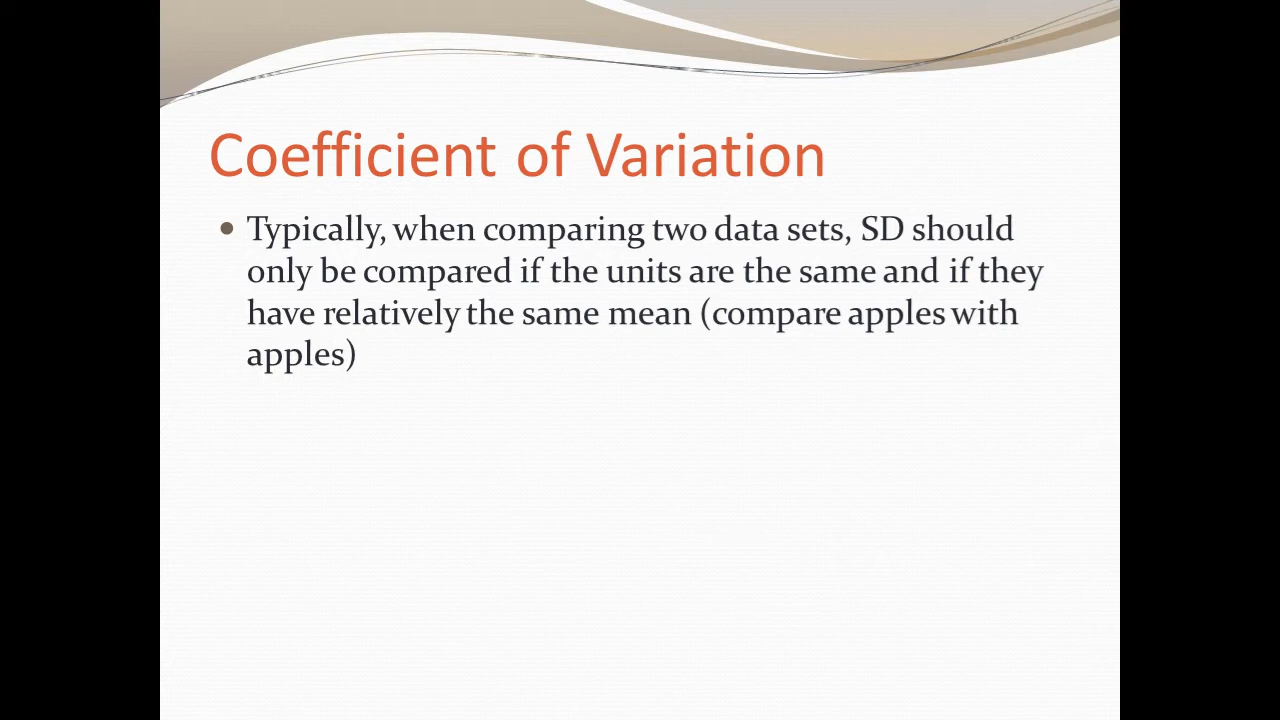 Coefficient of Variation
Typically, when comparing two data sets, SD should
only be compared if the units are the same and if they
have relatively the same mean (compare apples with
apples)